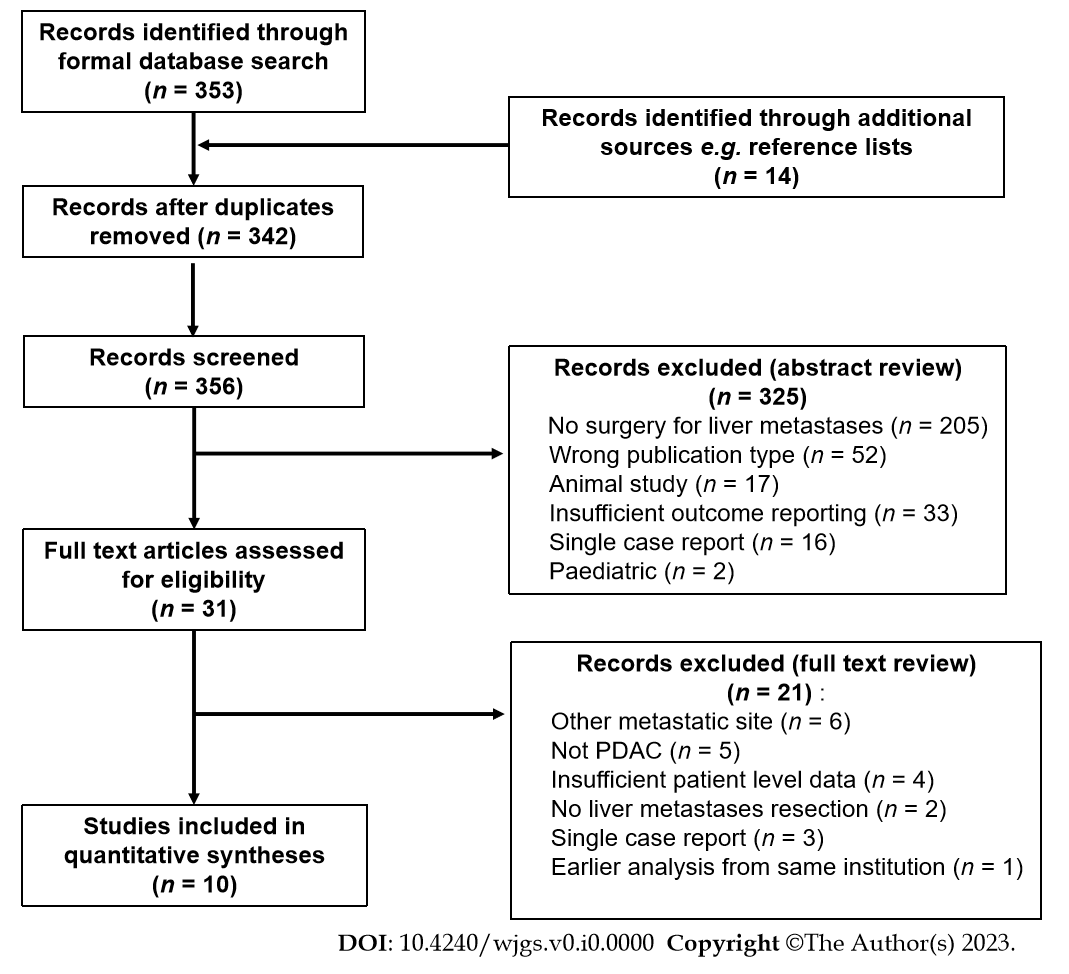 Records identified through
formal database search
(n = 353)
Records identified through additional
sources e.g. reference lists
(n = 14)
Records after duplicates
removed (n = 342)
Records screened
(n = 356)
Records excluded (abstract review)
(n = 325)
No surgery for liver metastases (n = 205)
Wrong publication type (n = 52)
Animal study (n = 17)
Insufficient outcome reporting (n = 33)
Single case report (n = 16)
Paediatric (n = 2)
Full text articles assessed
for eligibility
(n = 31)
Records excluded (full text review)
(n = 21) :
Other metastatic site (n = 6)
Not PDAC (n = 5)
Insufficient patient level data (n = 4)
No liver metastases resection (n = 2)
Single case report (n = 3)
Earlier analysis from same institution (n = 1)
Studies included in
quantitative syntheses
(n = 10)
DOI: 10.4240/wjgs.v0.i0.0000 Copyright ©The Author(s) 2023.